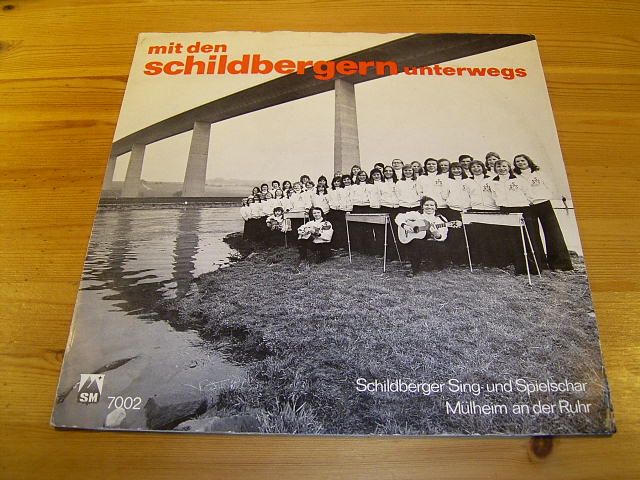 mit den
schildbergern unterwegs
Schildberger Sing- und Spielschar
Mülheim an der Ruhr
SM
7002